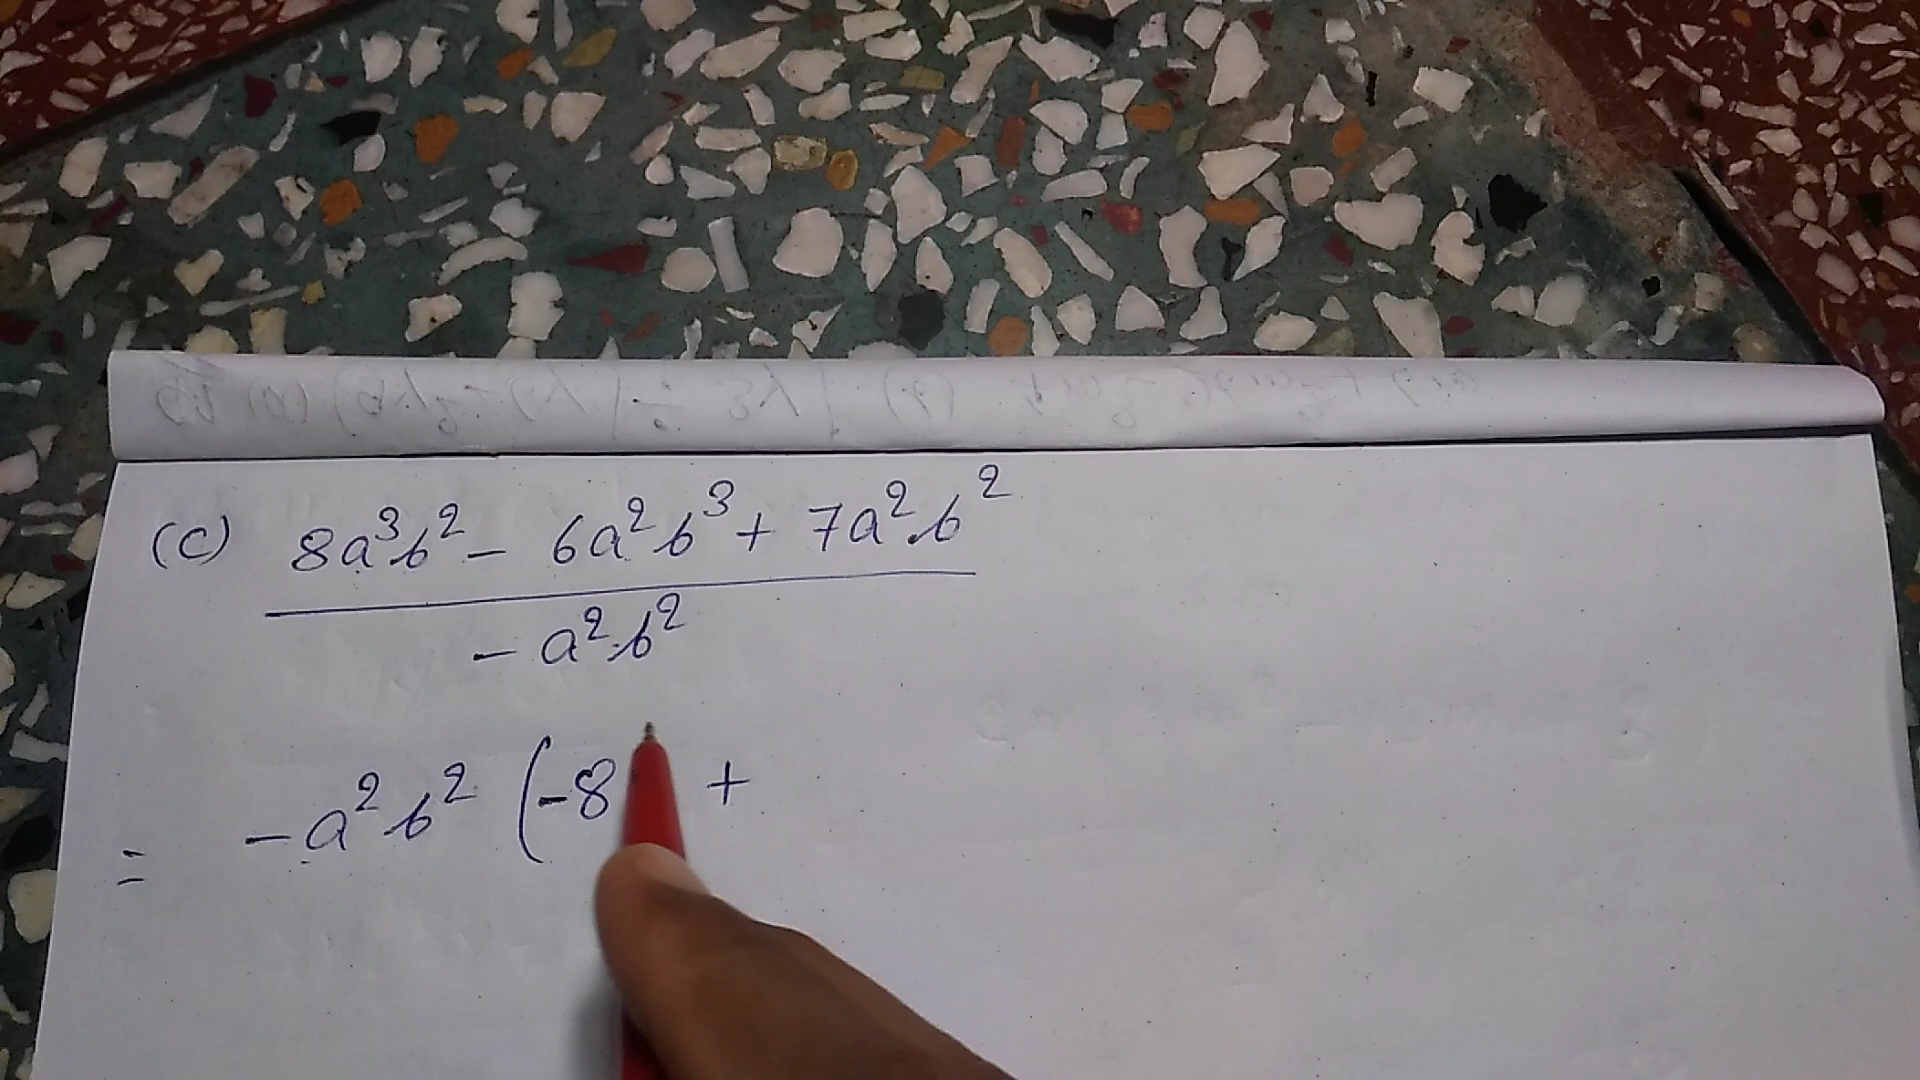 (c) 8a³b² - 6a²b³ + 7a²b²
- a²b²
= - a²b² (-8 +